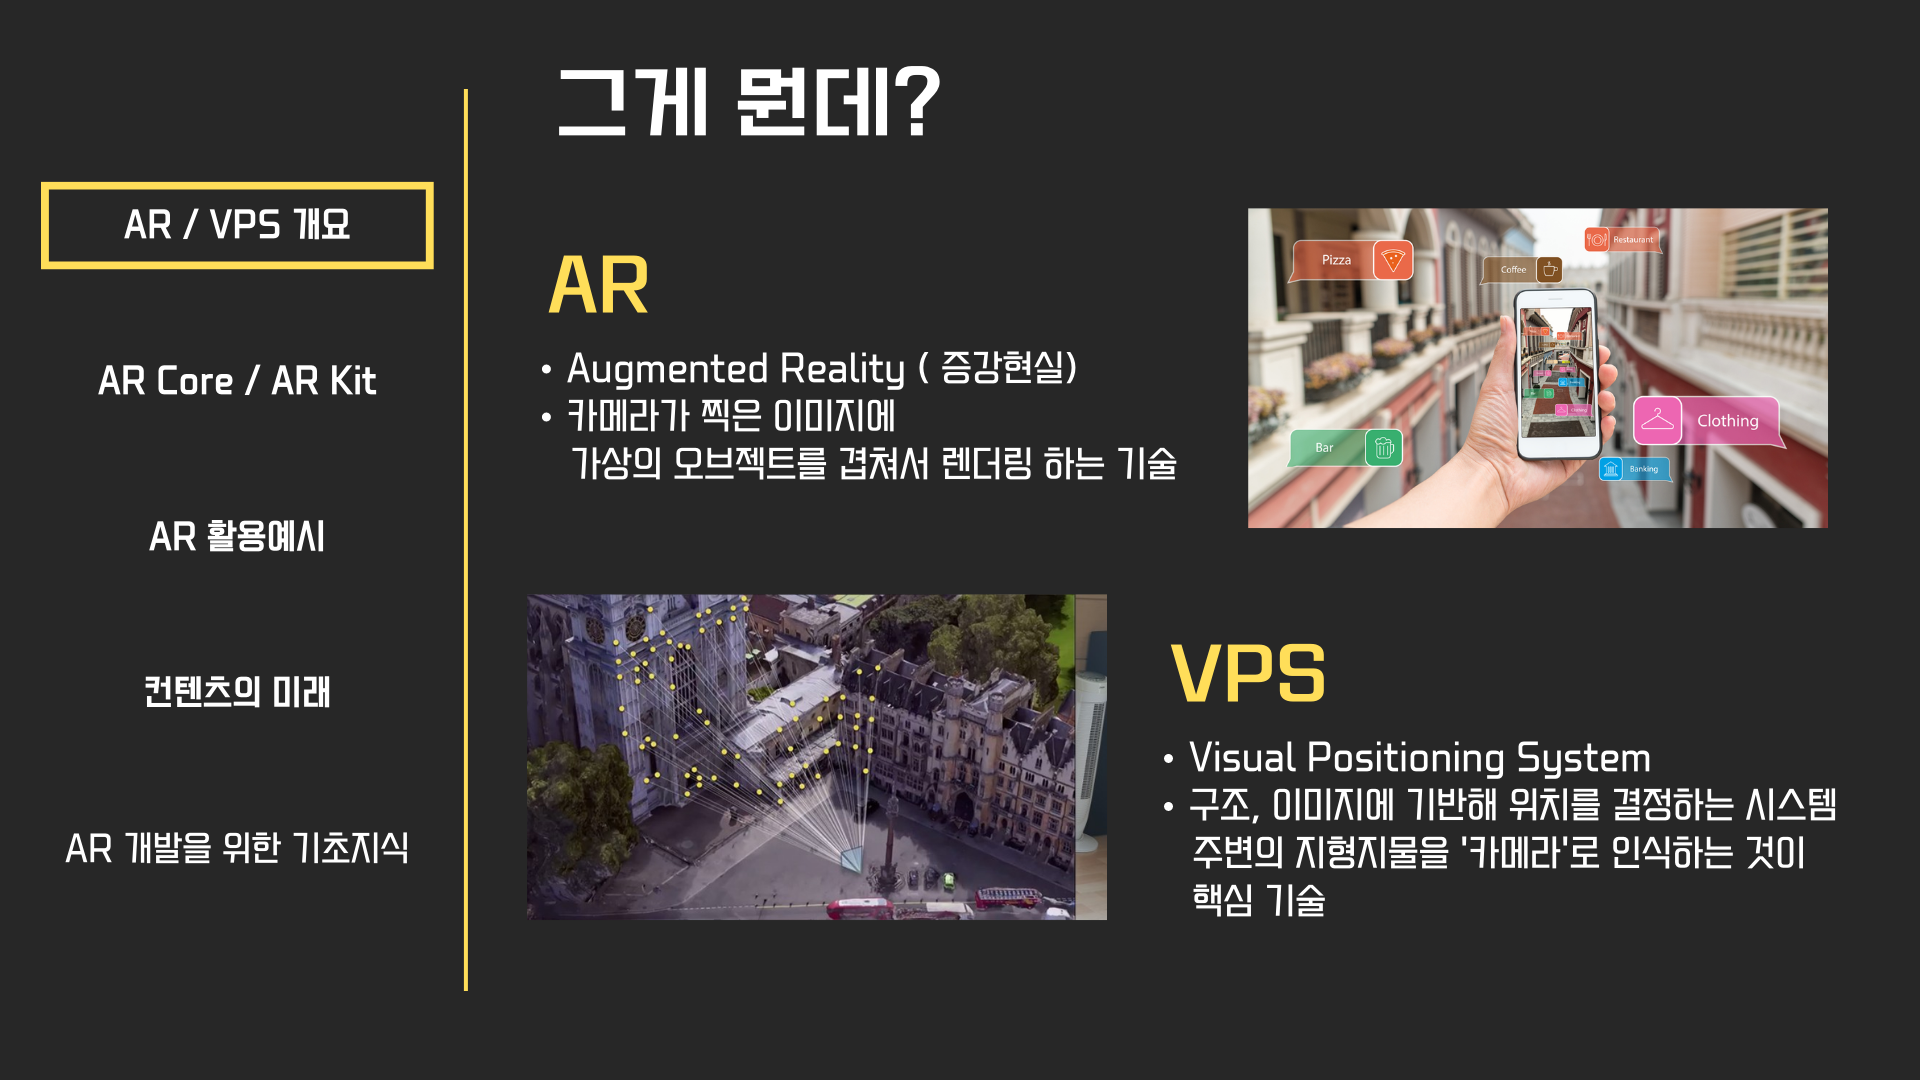 그게 뭔데?
AR / VPS 개요
AR Core / AR Kit
AR 활용예시
컨텐츠의 미래
AR 개발을 위한 기초지식
AR
• Augmented Reality ( 증강현실)
• 카메라가 찍은 이미지에
가상의 오브젝트를 겹쳐서 렌더링 하는 기술
Pizza
Coffee
Restaurant
Bar
Clothing
Banking
VPS
• Visual Positioning System
• 구조, 이미지에 기반해 위치를 결정하는 시스템
주변의 지형지물을 '카메라'로 인식하는 것이
핵심 기술